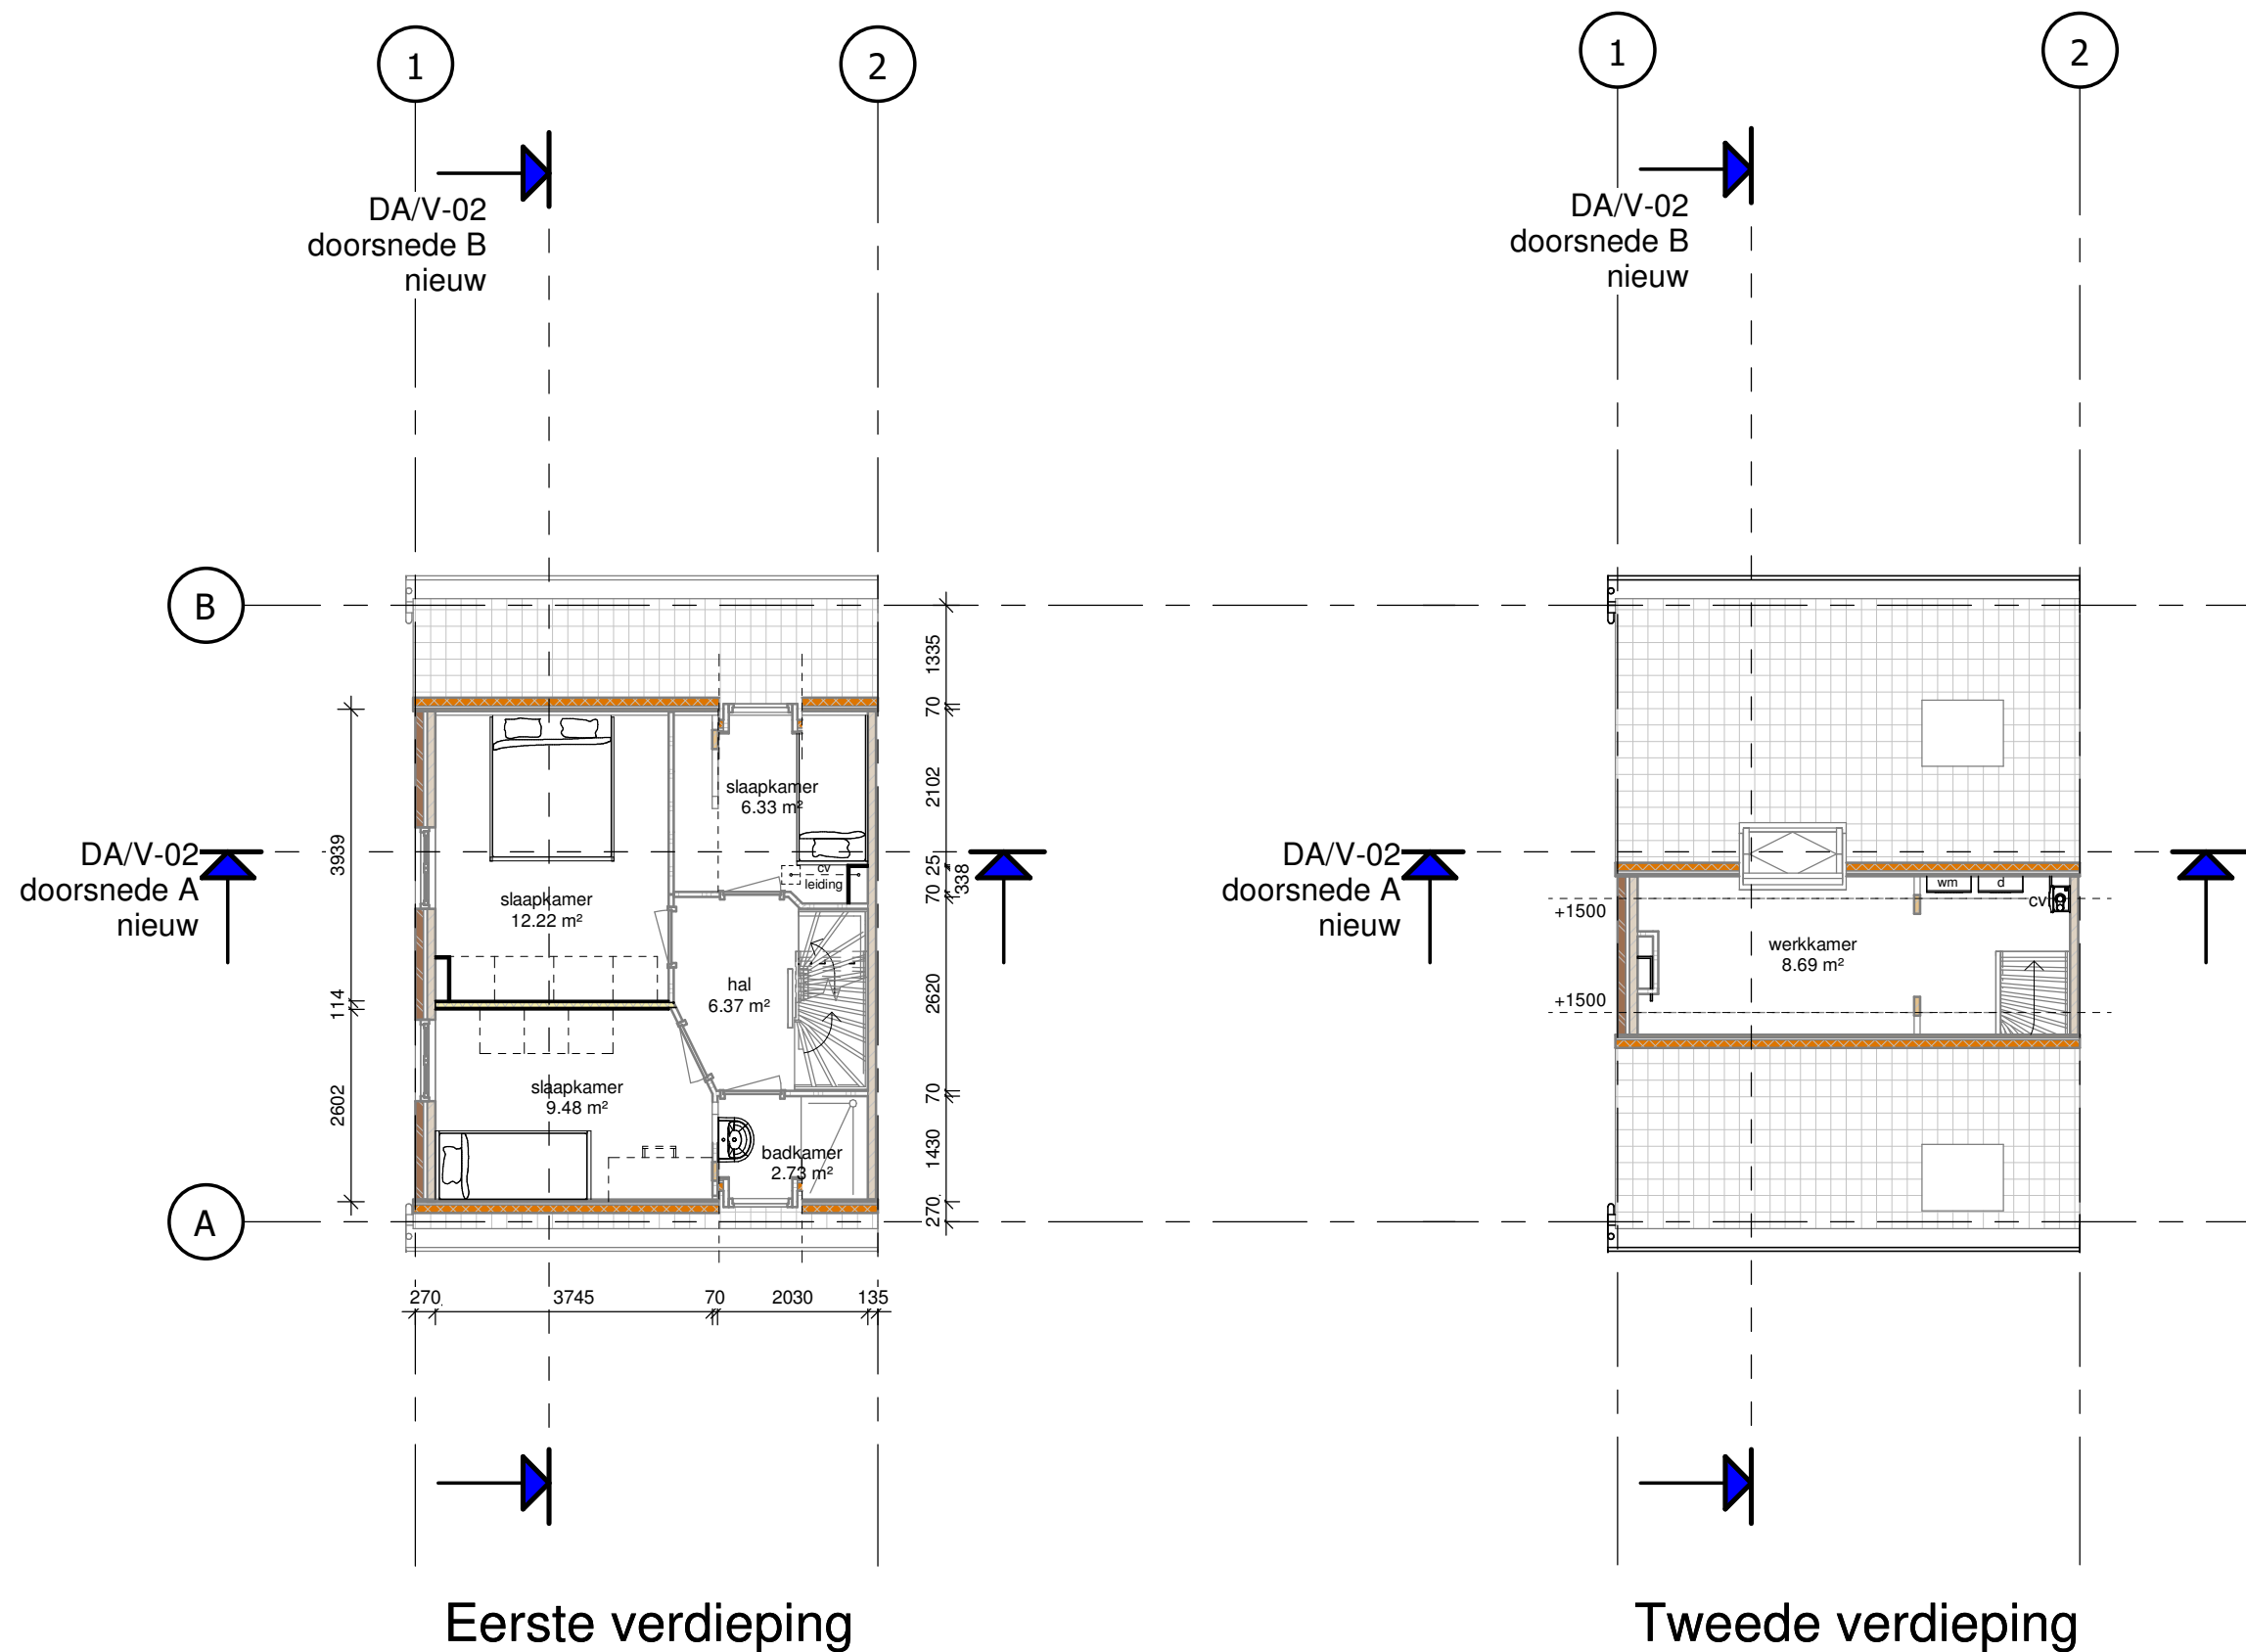 1
2
1
2
DA/V-02
doorsnede B
nieuw
DA/V-02
doorsnede B
nieuw
B
1335
70
2102
25
338
70
2620
70
1430
270
3939
114
2602
slaapkamer
6.33 m²
cv
leiding
slaapkamer
12.22 m²
hal
6.37 m²
slaapkamer
9.48 m²
badkamer
2.73 m²
DA/V-02
doorsnede A
nieuw
DA/V-02
doorsnede A
nieuw
wm
d
cv
+1500
werkkamer
8.69 m²
+1500
A
270
3745
70
2030
135
Eerste verdieping
Tweede verdieping